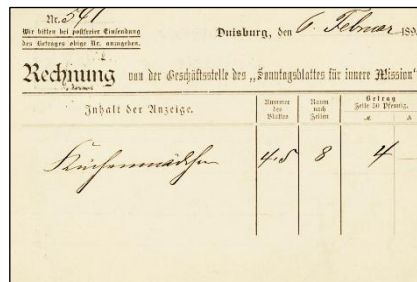 Nr. 541
Wir bitten bei postfreier Einsendung
des Betrages obige Nr. anzugeben.
Duisburg, den 6. Februar 189
Rechnung von der Geschäftsstelle des „Sonntagsblattes für innere Mission“
Inhalt der Anzeige.
Nummer des Blattes
Raum nach Zeilen
Betrag
Zeile 50 Pfennig.
Küchenmädchen 4.5 8 4